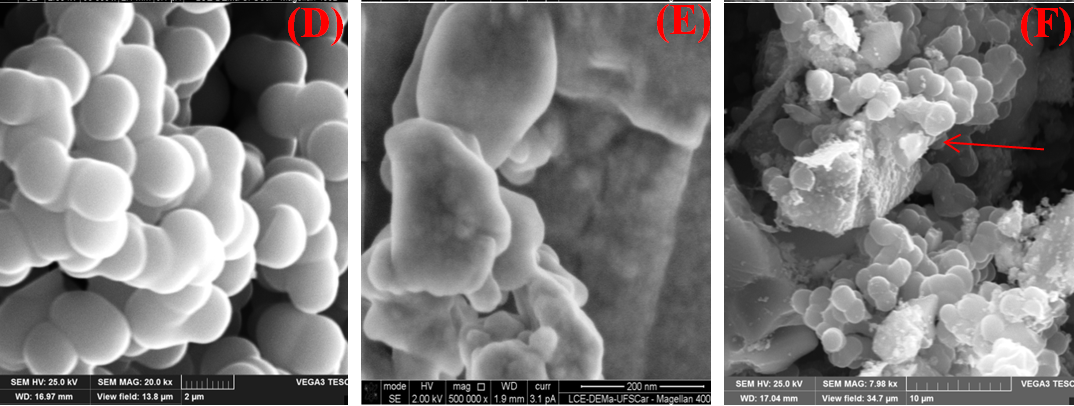 (D)
SEM HV: 25.0 kV SEM MAG: 20.0 kx VEGA3 TESC
WD: 16.97 mm View field: 13.8 µm 2 µm
(E)
mode HV mag WD curr 200 nm
SE 2.00 kV 500 000 x 1.9 mm 3.1 pA LCE-DEMa-UFSCar - Magellan 400
(F)
SEM HV: 25.0 kV SEM MAG: 7.98 kx VEGA3 TESC
WD: 17.04 mm View field: 34.7 µm 10 µm